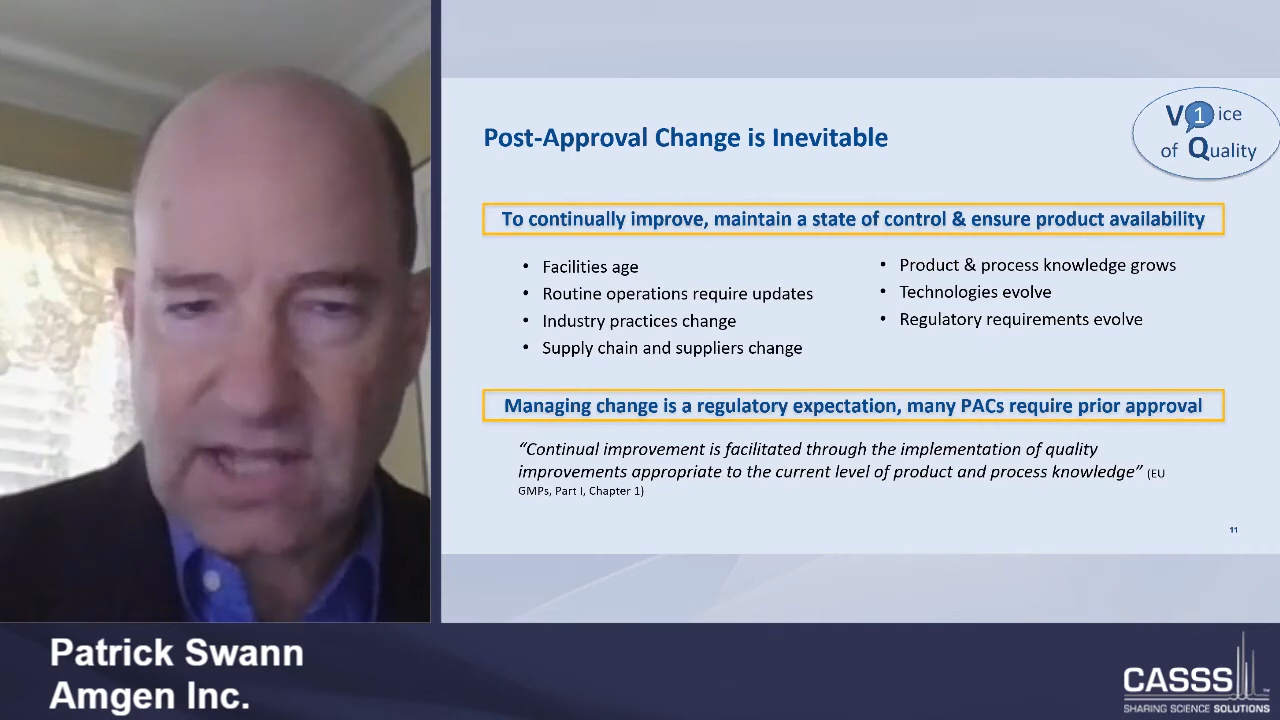 Post-Approval Change is Inevitable
V1ice
of Quality
To continually improve, maintain a state of control & ensure product availability
• Facilities age
• Routine operations require updates
• Industry practices change
• Supply chain and suppliers change
• Product & process knowledge grows
• Technologies evolve
• Regulatory requirements evolve
Managing change is a regulatory expectation, many PACs require prior approval
“Continual improvement is facilitated through the implementation of quality
improvements appropriate to the current level of product and process knowledge” (EU
GMPs, Part I, Chapter 1)
11
Patrick Swann
Amgen Inc.
CASSS
SHARING SCIENCE SOLUTIONS